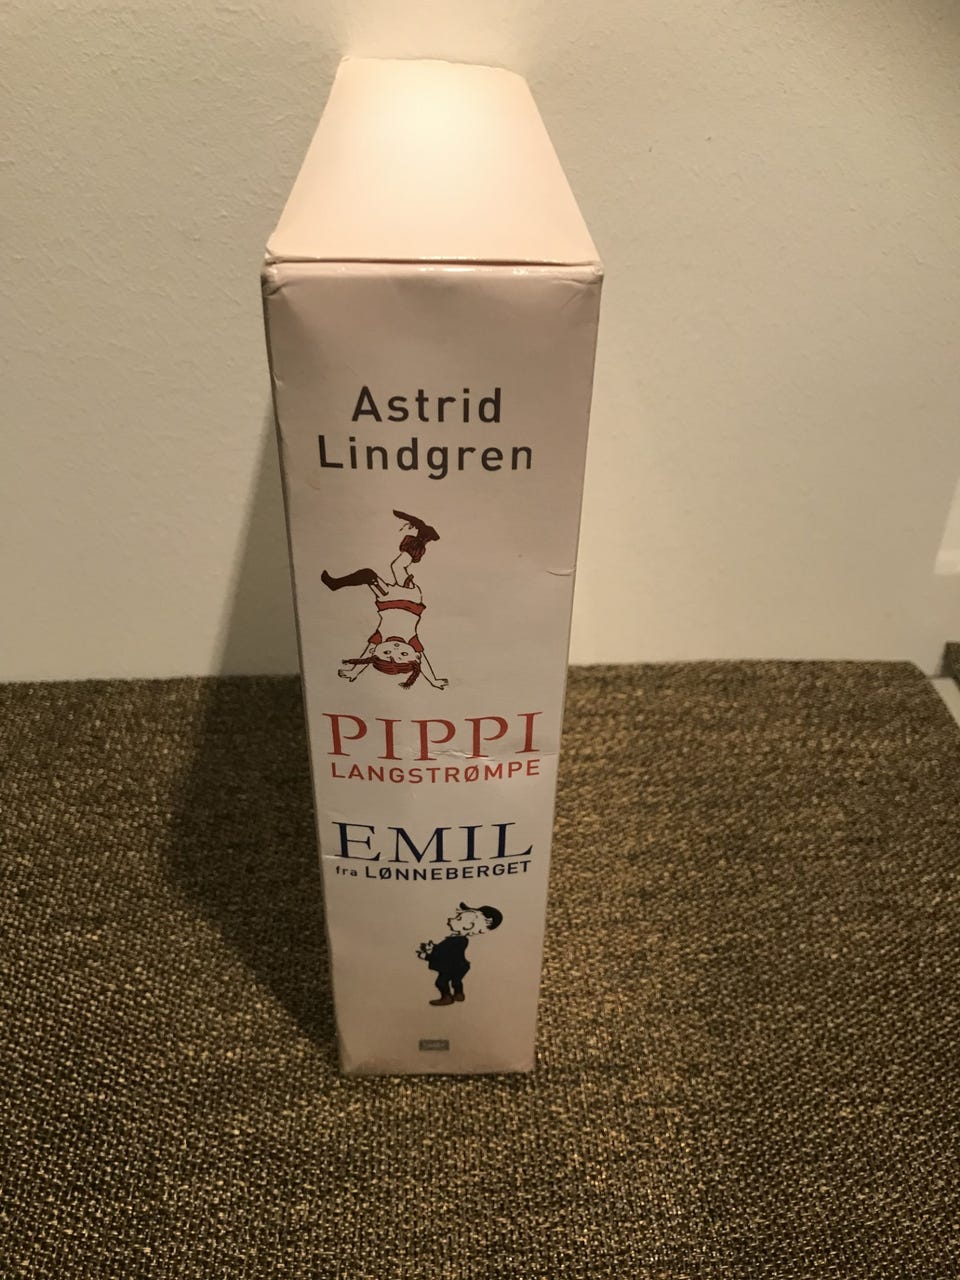 Astrid
Lindgren
PIPPI
LANGSTRØMPE
EMIL
fra LØNNEBERGET